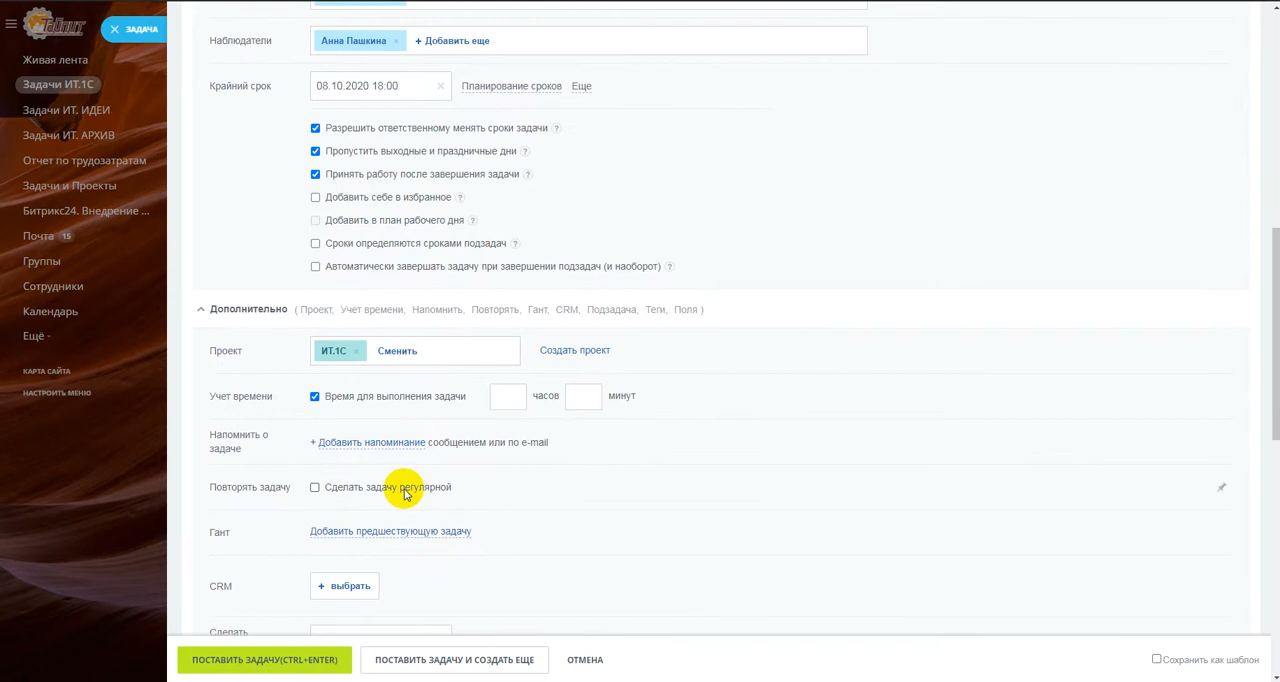 Тайпит
ЗАДАЧА
Живая лента
Задачи ИТ.1С
Задачи ИТ. ИДЕИ
Задачи ИТ. АРХИВ
Отчет по трудозатратам
Задачи и Проекты
Битрикс24. Внедрение ...
Почта 15
Группы
Сотрудники
Календарь
Ещё
КАРТА САЙТА
НАСТРОИТЬ МЕНЮ
Наблюдатели Анна Пашкина × + Добавить еще
Крайний срок 08.10.2020 18:00 Планирование сроков Еще
Разрешить ответственному менять сроки задачи ?
Пропустить выходные и праздничные дни ?
Принять работу после завершения задачи ?
Добавить себе в избранное ?
Добавить в план рабочего дня ?
Сроки определяются сроками подзадач ?
Автоматически завершать задачу при завершении подзадач (и наоборот) ?
Дополнительно ( Проект, Учет времени, Напомнить, Повторять, Гант, CRM, Подзадача, Теги, Поля )
Проект ИТ.1С × Сменить Создать проект
Учет времени Время для выполнения задачи часов минут
Напомнить о
задаче
+ Добавить напоминание сообщением или по e-mail
Повторять задачу Сделать задачу регулярной
Гант Добавить предшествующую задачу
CRM + выбрать
Сделать
ПОСТАВИТЬ ЗАДАЧУ(CTRL+ENTER) ПОСТАВИТЬ ЗАДАЧУ И СОЗДАТЬ ЕЩЕ ОТМЕНА Сохранить как шаблон